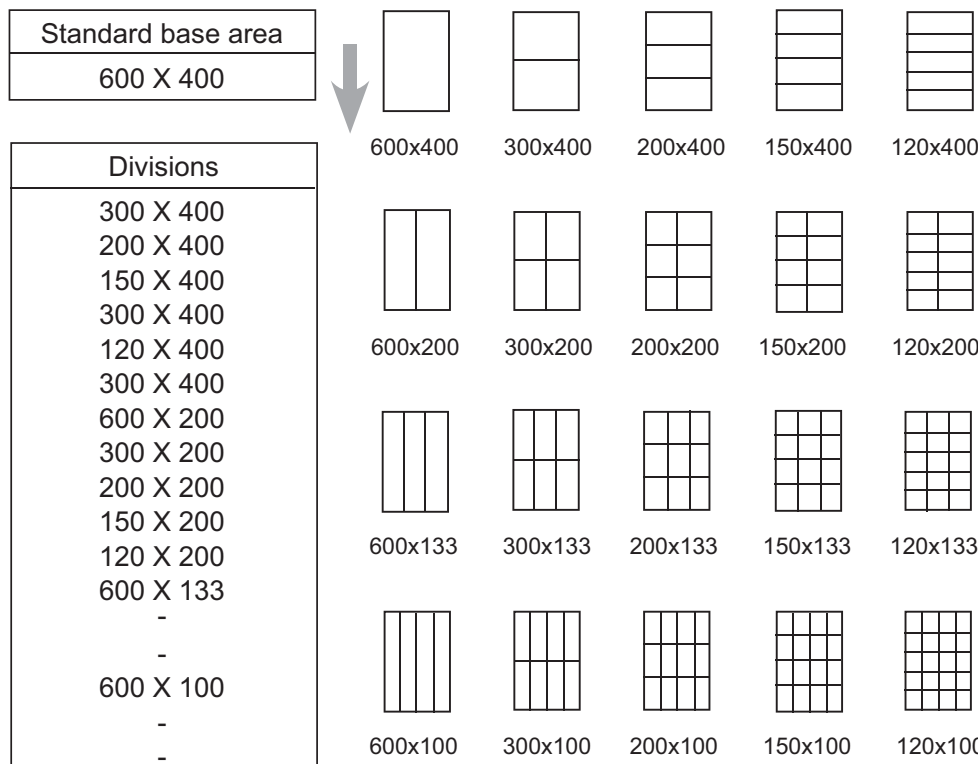 Standard base area
600 X 400
Divisions
300 X 400
200 X 400
150 X 400
300 X 400
120 X 400
300 X 400
600 X 200
300 X 200
200 X 200
150 X 200
120 X 200
600 X 133
-
-
600 X 100
-
-
600x400 300x400 200x400 150x400 120x400
600x200 300x200 200x200 150x200 120x200
600x133 300x133 200x133 150x133 120x133
600x100 300x100 200x100 150x100 120x100